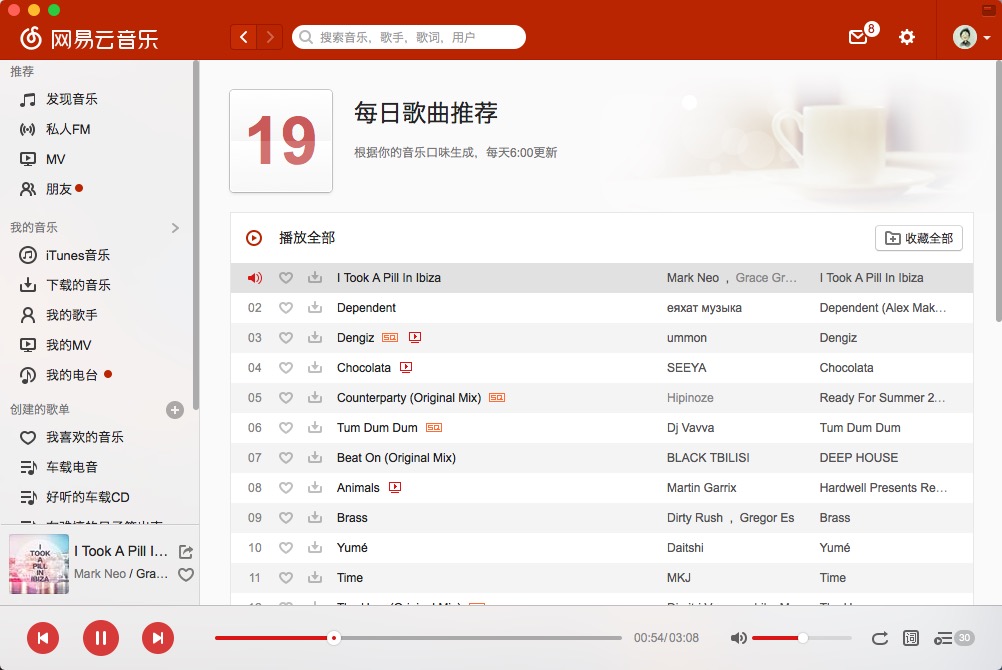 网易云音乐
搜索音乐，歌手，歌词，用户
8
推荐
发现音乐
私人FM
MV
朋友
我的音乐
iTunes音乐
下载的音乐
我的歌手
我的MV
我的电台
创建的歌单
我喜欢的音乐
车载电音
好听的车载CD
I TOOK A PILL IN IBIZA
I Took A Pill I...
Mark Neo / Gra...
19
每日歌曲推荐
根据你的音乐口味生成，每天6:00更新
播放全部
收藏全部
I Took A Pill In Ibiza Mark Neo , Grace Gr... I Took A Pill In Ibiza
02 Dependent еяхат музыка Dependent (Alex Mak...
03 Dengiz SQ ummon Dengiz
04 Chocolata SEEYA Chocolata
05 Counterparty (Original Mix) SQ Hipinoze Ready For Summer 2...
06 Tum Dum Dum SQ Dj Vavva Tum Dum Dum
07 Beat On (Original Mix) BLACK TBILISI DEEP HOUSE
08 Animals Martin Garrix Hardwell Presents Re...
09 Brass Dirty Rush , Gregor Es Brass
10 Yumé Daitshi Yumé
11 Time MKJ Time
00:54/03:08
词
30